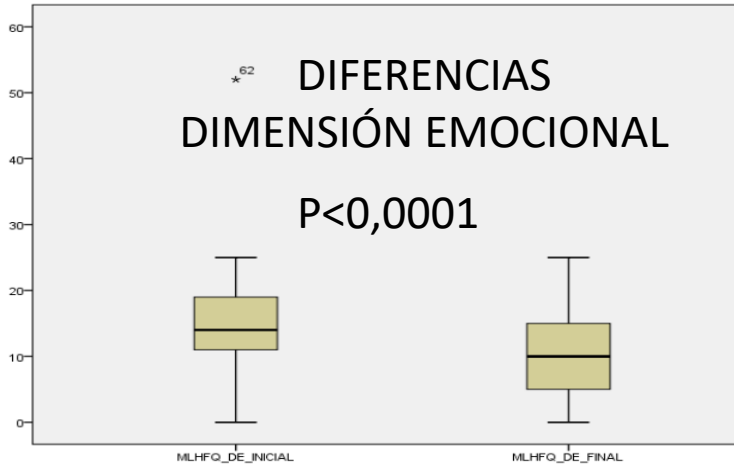 60
62
*
DIFERENCIAS
50
DIMENSIÓN EMOCIONAL
40
P<0,0001
30
20
10
0
MLHFQ_DE_INICIAL
MLHFQ_DE_FINAL